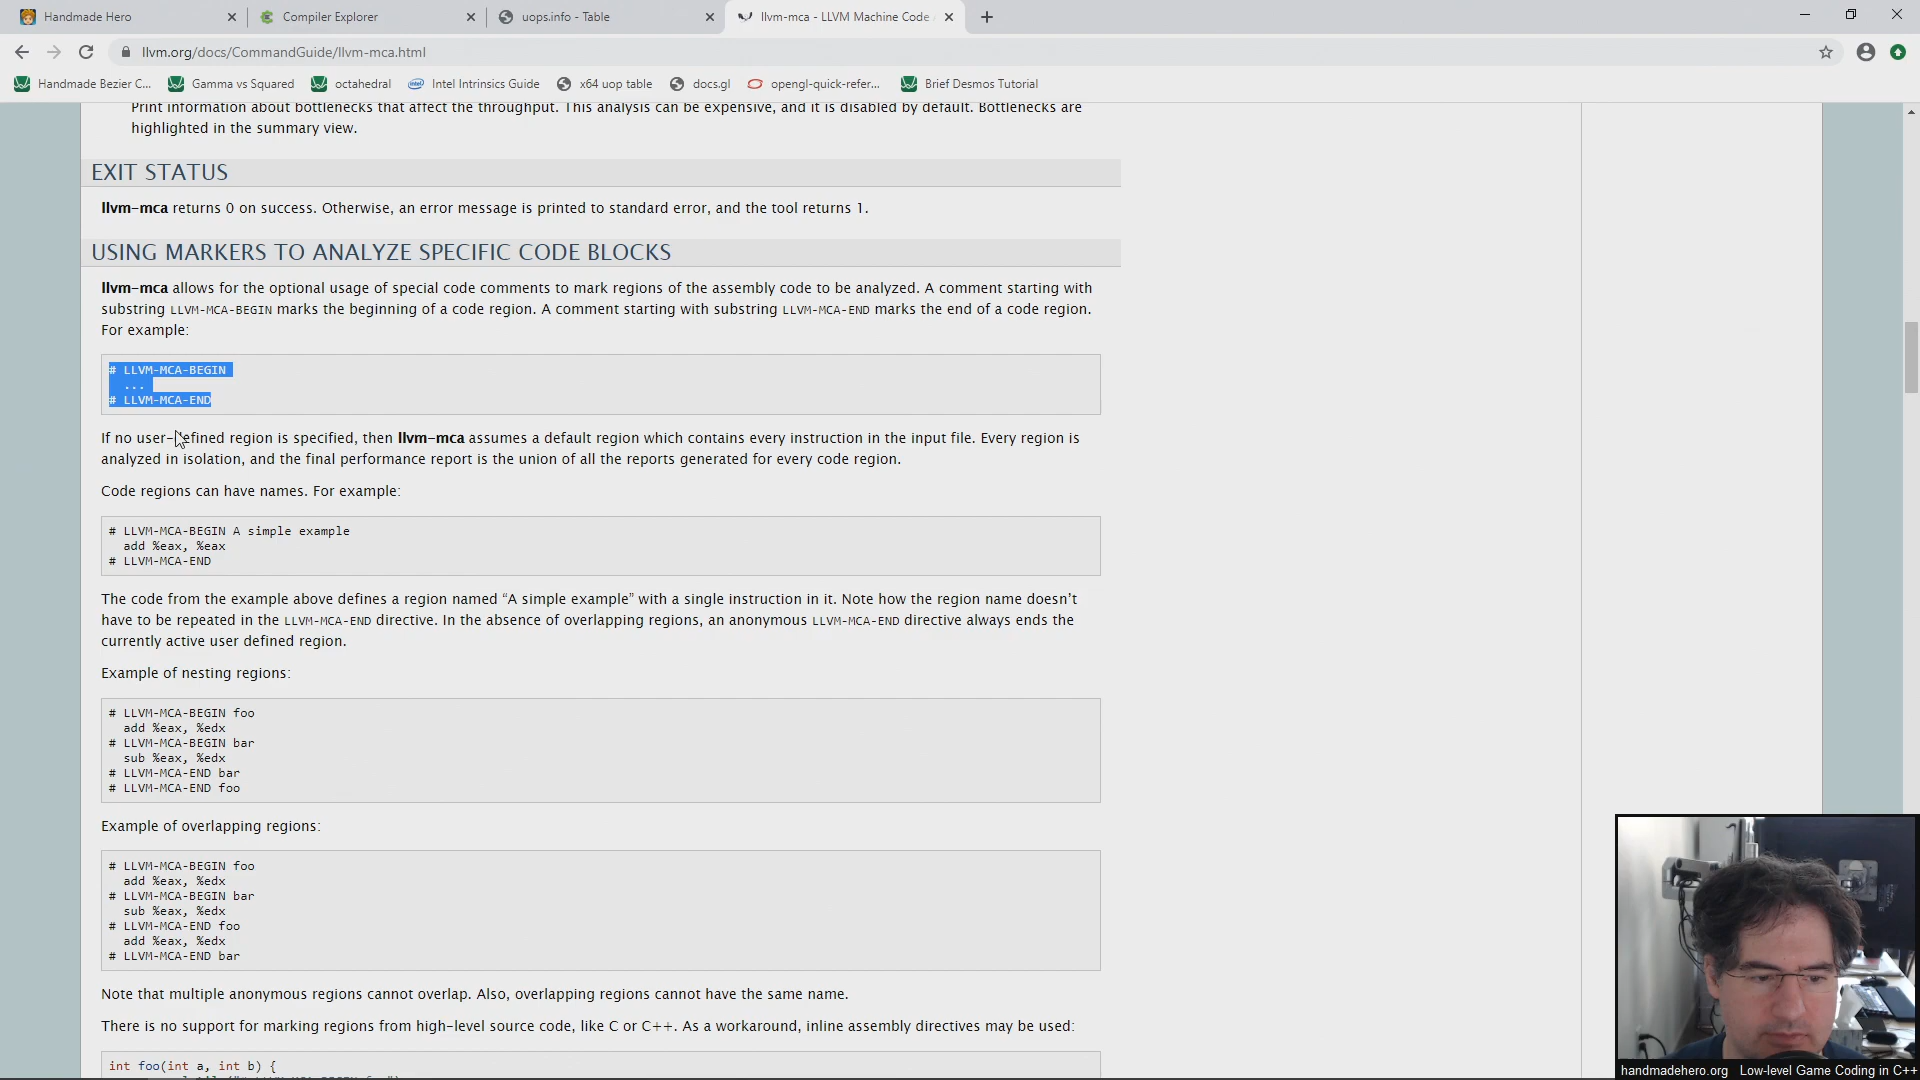 Handmade Hero
Compiler Explorer
uops.info - Table
llvm-mca - LLVM Machine Code
llvm.org/docs/CommandGuide/llvm-mca.html
Handmade Bezier C...
Gamma vs Squared
octahedral
Intel Intrinsics Guide
x64 uop table
docs.gl
opengl-quick-refer...
Brief Desmos Tutorial
Print information about bottlenecks that affect the throughput. This analysis can be expensive, and it is disabled by default. Bottlenecks are
highlighted in the summary view.
EXIT STATUS
llvm-mca returns 0 on success. Otherwise, an error message is printed to standard error, and the tool returns 1.
USING MARKERS TO ANALYZE SPECIFIC CODE BLOCKS
llvm-mca allows for the optional usage of special code comments to mark regions of the assembly code to be analyzed. A comment starting with
substring LLVM-MCA-BEGIN marks the beginning of a code region. A comment starting with substring LLVM-MCA-END marks the end of a code region.
For example:
# LLVM-MCA-BEGIN
...
# LLVM-MCA-END
If no user-defined region is specified, then llvm-mca assumes a default region which contains every instruction in the input file. Every region is
analyzed in isolation, and the final performance report is the union of all the reports generated for every code region.
Code regions can have names. For example:
# LLVM-MCA-BEGIN A simple example
add %eax, %eax
# LLVM-MCA-END
The code from the example above defines a region named “A simple example” with a single instruction in it. Note how the region name doesn’t
have to be repeated in the LLVM-MCA-END directive. In the absence of overlapping regions, an anonymous LLVM-MCA-END directive always ends the
currently active user defined region.
Example of nesting regions:
# LLVM-MCA-BEGIN foo
add %eax, %edx
# LLVM-MCA-BEGIN bar
sub %eax, %edx
# LLVM-MCA-END bar
# LLVM-MCA-END foo
Example of overlapping regions:
# LLVM-MCA-BEGIN foo
add %eax, %edx
# LLVM-MCA-BEGIN bar
sub %eax, %edx
# LLVM-MCA-END foo
add %eax, %edx
# LLVM-MCA-END bar
Note that multiple anonymous regions cannot overlap. Also, overlapping regions cannot have the same name.
There is no support for marking regions from high-level source code, like C or C++. As a workaround, inline assembly directives may be used:
int foo(int a, int b) {
handmadehero.org Low-level Game Coding in C++